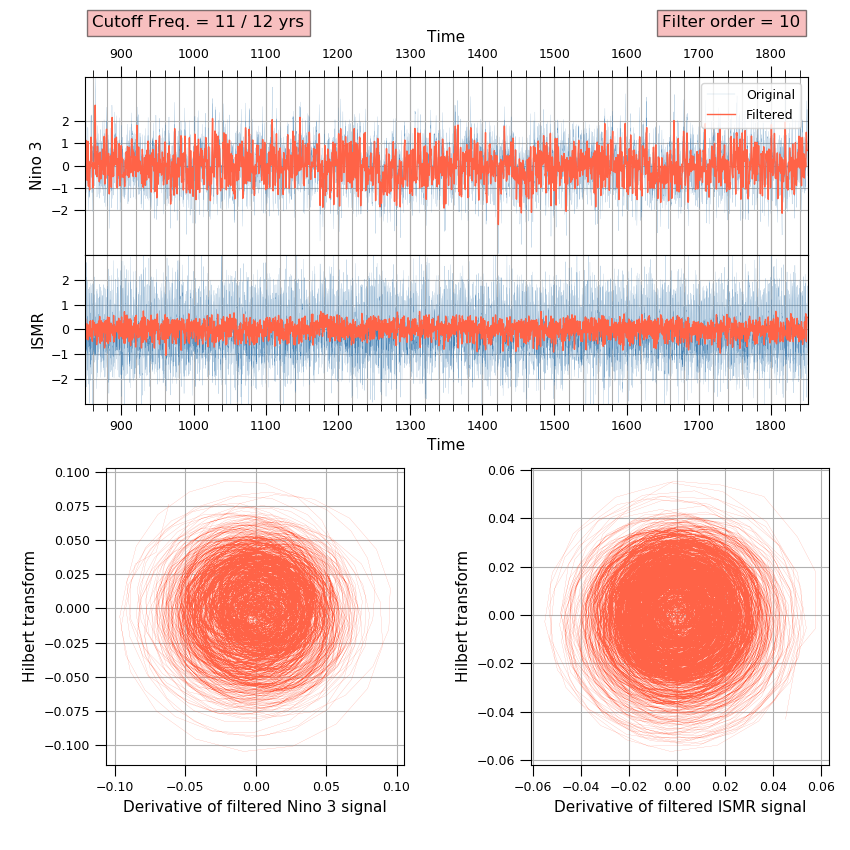 Cutoff Freq. = 11 / 12 yrs
Filter order = 10
Time
900 1000 1100 1200 1300 1400 1500 1600 1700 1800
Original
Filtered
Nino 3
2
1
0
−1
−2
ISMR
2
1
0
−1
−2
900 1000 1100 1200 1300 1400 1500 1600 1700 1800
Time
Hilbert transform
0.100
0.075
0.050
0.025
0.000
−0.025
−0.050
−0.075
−0.100
−0.10 −0.05 0.00 0.05 0.10
Derivative of filtered Nino 3 signal
Hilbert transform
0.06
0.04
0.02
0.00
−0.02
−0.04
−0.06
−0.06 −0.04 −0.02 0.00 0.02 0.04 0.06
Derivative of filtered ISMR signal